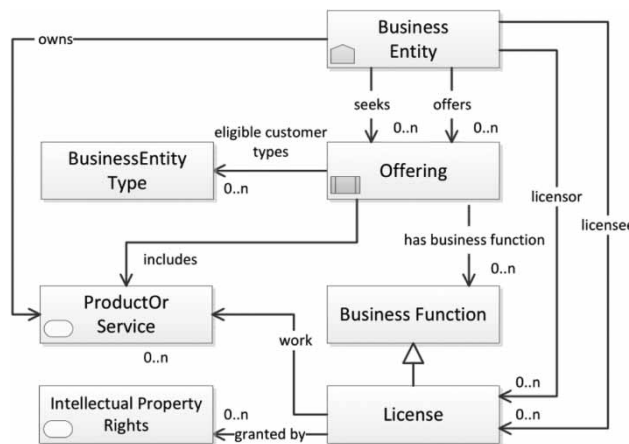 owns
Business
Entity
seeks
offers
0..n
0..n
eligible customer
types
BusinessEntity
Type
0..n
Offering
licensor
licensee
has business function
includes
0..n
ProductOr
Service
Business Function
0..n
work
0..n
Intellectual Property
Rights
0..n
granted by
License
0..n